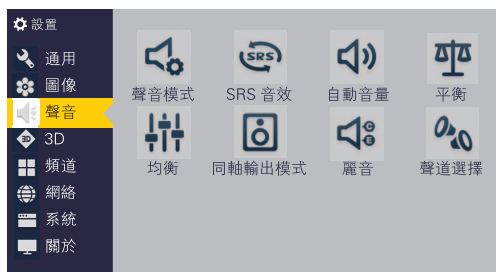 設置
通用
圖像
聲音
3D
頻道
網絡
系統
關於
聲音模式
SRS 音效
自動音量
平衡
均衡
同軸輸出模式
麗音
聲道選擇